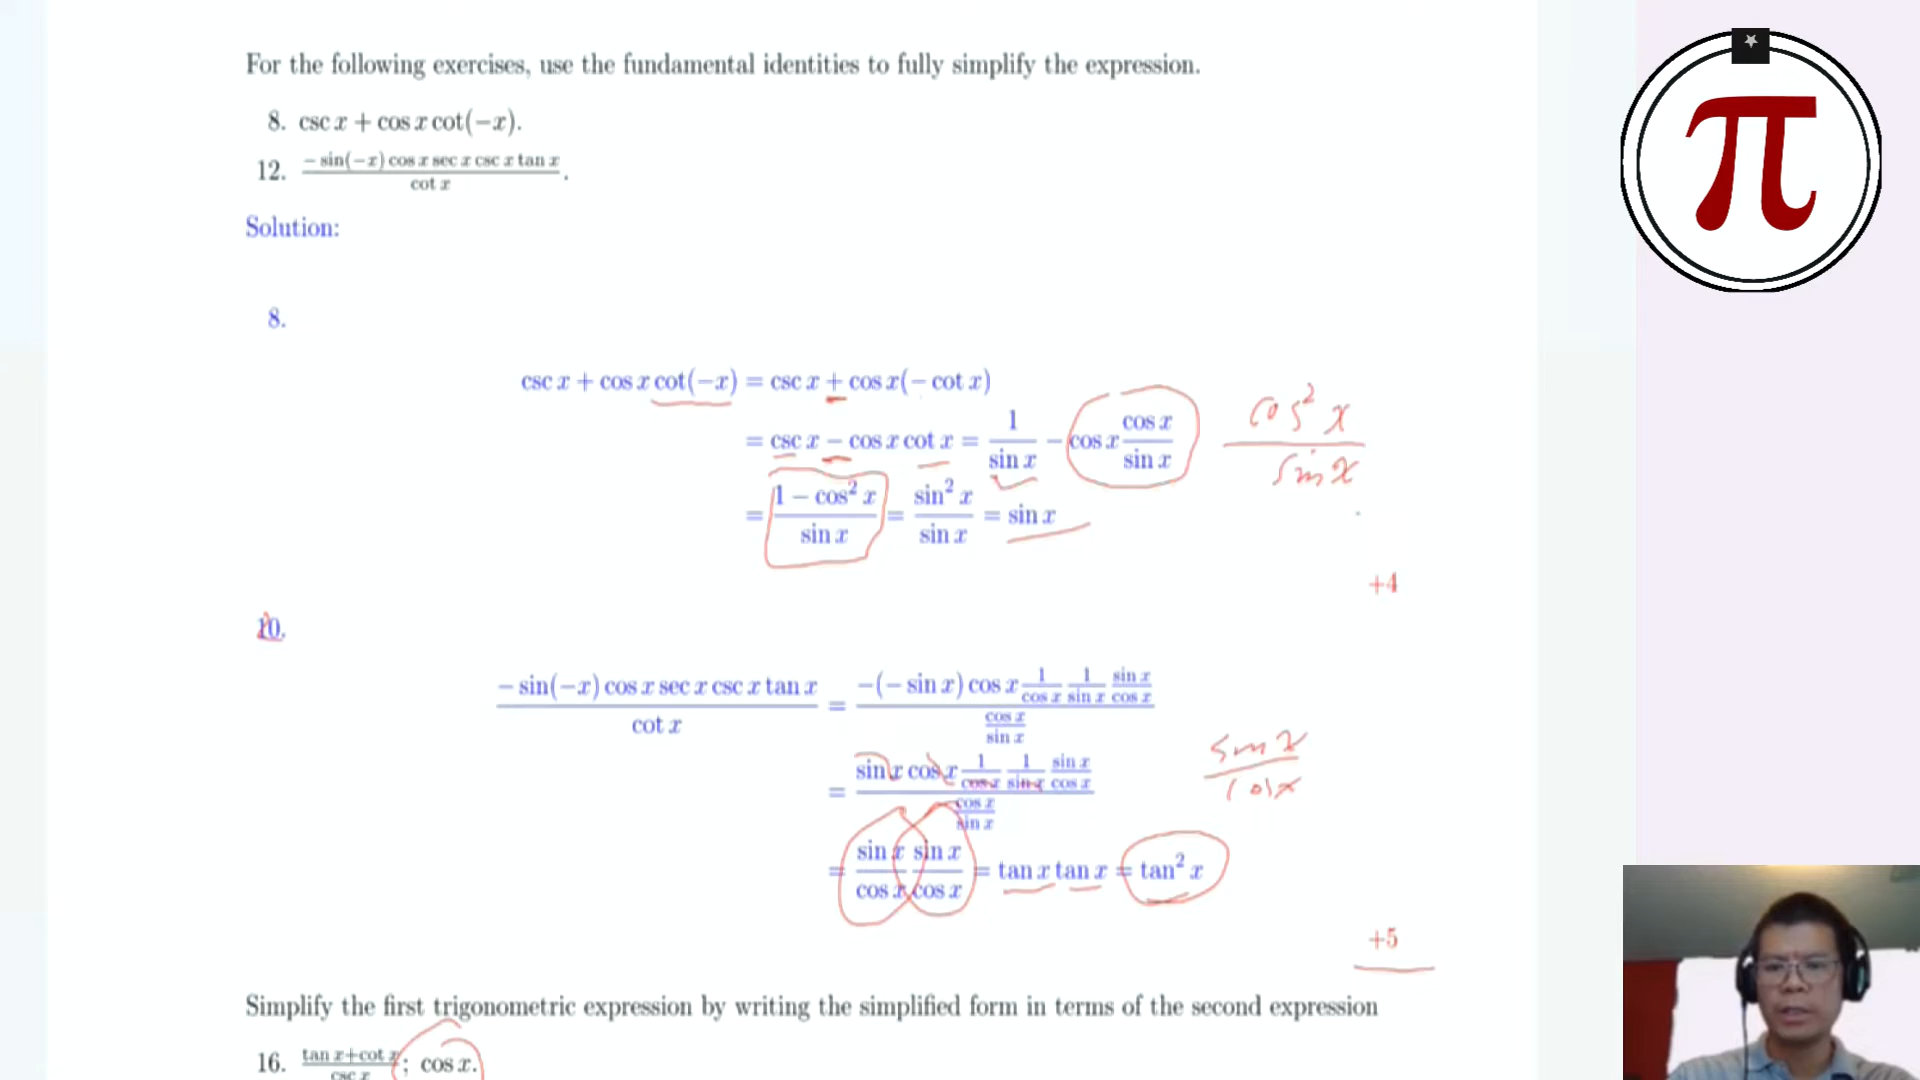 For the following exercises, use the fundamental identities to fully simplify the expression.
8. csc x + cos x cot(−x).
12. − sin(−x) cos x sec x csc x tan x / cot x .
Solution:
8.
csc x + cos x cot(−x) = csc x + cos x(− cot x)
= csc x − cos x cot x = 1 / sin x − cos x cos x / sin x
cos² x / sin x
= 1 − cos² x / sin x = sin² x / sin x = sin x
+4
10.
− sin(−x) cos x sec x csc x tan x / cot x = −(− sin x) cos x 1/cos x 1/sin x sin x/cos x / cos x/sin x
= sin x cos x 1/cos x 1/sin x sin x/cos x / cos x/sin x
sin x / cos x
= sin x/cos x sin x/cos x = tan x tan x = tan² x
+5
Simplify the first trigonometric expression by writing the simplified form in terms of the second expression
16. tan x+cot x / csc x ; cos x.
π